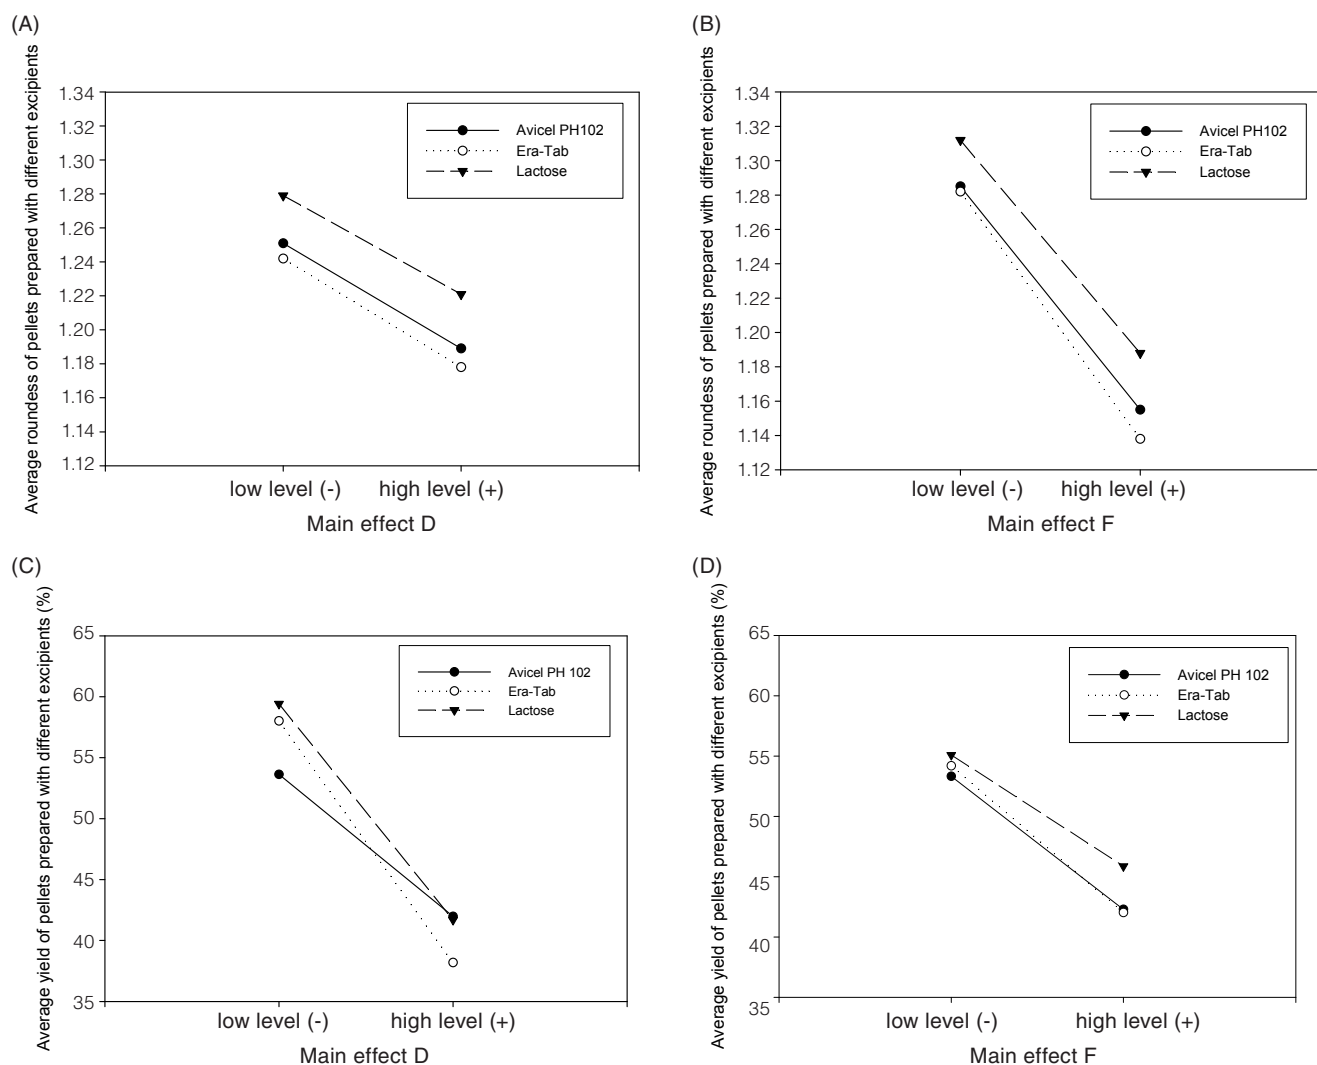 (A)
Average roundess of pellets prepared with different excipients
1.34
1.32
1.30
1.28
1.26
1.24
1.22
1.20
1.18
1.16
1.14
1.12
Avicel PH102
Era-Tab
Lactose
low level (-) high level (+)
Main effect D
(B)
Average roundess of pellets prepared with different excipients
1.34
1.32
1.30
1.28
1.26
1.24
1.22
1.20
1.18
1.16
1.14
1.12
Avicel PH102
Era-Tab
Lactose
low level (-) high level (+)
Main effect F
(C)
Average yield of pellets prepared with different excipients (%)
65
60
55
50
45
40
35
Avicel PH 102
Era-Tab
Lactose
low level (-) high level (+)
Main effect D
(D)
Average yield of pellets prepared with different excipients (%)
65
60
55
50
45
40
35
Avicel PH 102
Era-Tab
Lactose
low level (-) high level (+)
Main effect F